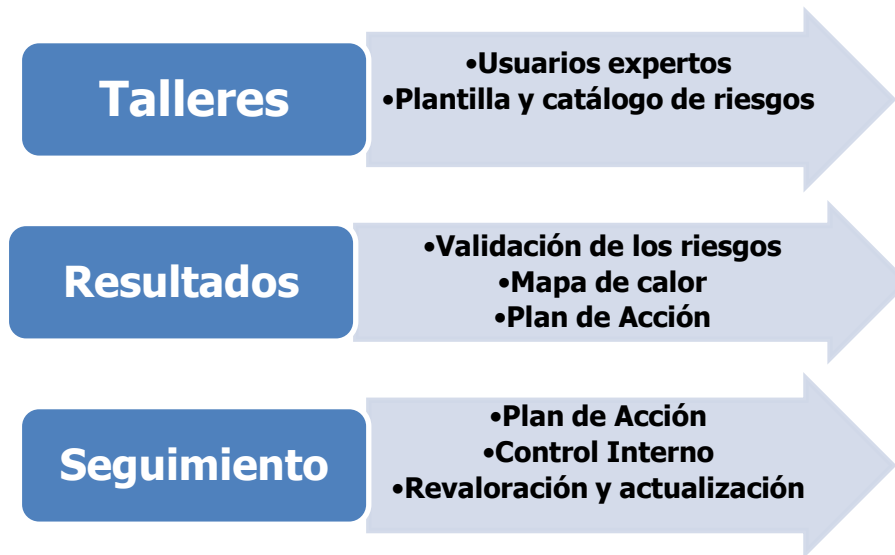 Talleres
•Usuarios expertos
•Plantilla y catálogo de riesgos
Resultados
•Validación de los riesgos
•Mapa de calor
•Plan de Acción
Seguimiento
•Plan de Acción
•Control Interno
•Revaloración y actualización